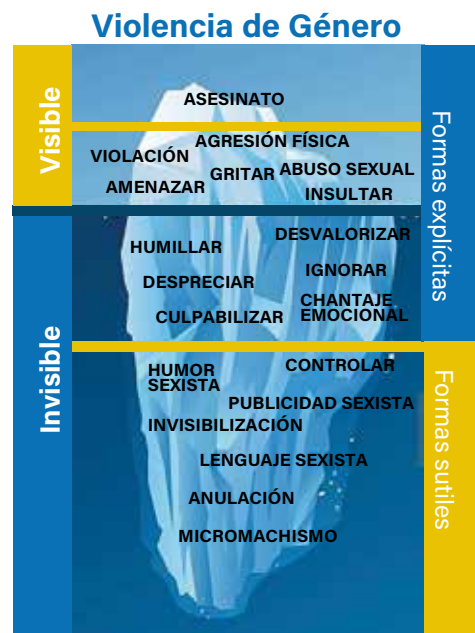 Violencia de Género
Visible
Formas explícitas
ASESINATO
AGRESIÓN FÍSICA
VIOLACIÓN
GRITAR
ABUSO SEXUAL
AMENAZAR
INSULTAR
Invisible
DESVALORIZAR
HUMILLAR
IGNORAR
DESPRECIAR
CHANTAJE
EMOCIONAL
CULPABILIZAR
Formas sutiles
HUMOR
SEXISTA
CONTROLAR
PUBLICIDAD SEXISTA
INVISIBILIZACIÓN
LENGUAJE SEXISTA
ANULACIÓN
MICROMACHISMO